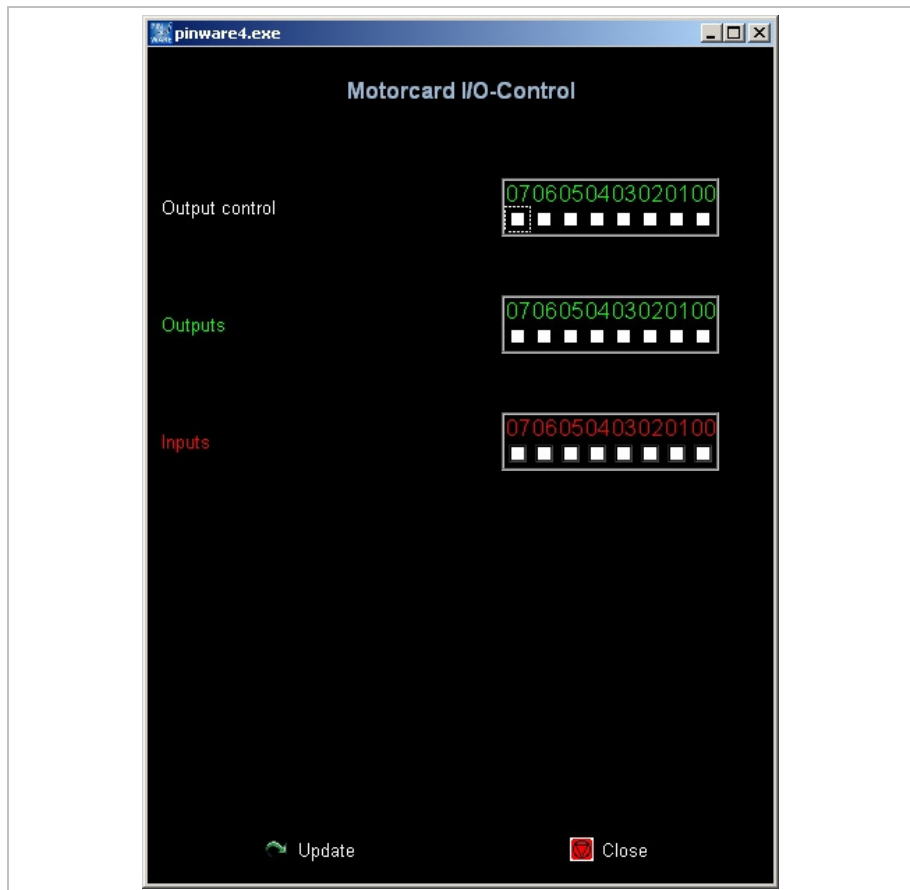 pinware4.exe
Motorcard I/O-Control
0706050403020100
Output control
0706050403020100
Outputs
0706050403020100
Inputs
Update Close